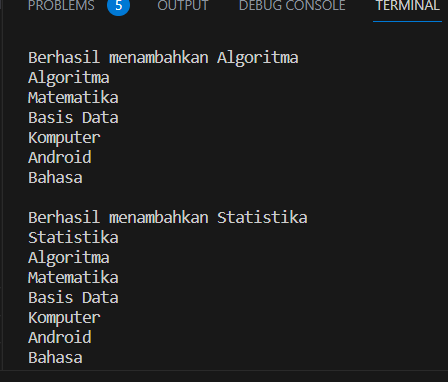 PROBLEMS 5 OUTPUT DEBUG CONSOLE TERMINAL
Berhasil menambahkan Algoritma
Algoritma
Matematika
Basis Data
Komputer
Android
Bahasa
Berhasil menambahkan Statistika
Statistika
Algoritma
Matematika
Basis Data
Komputer
Android
Bahasa